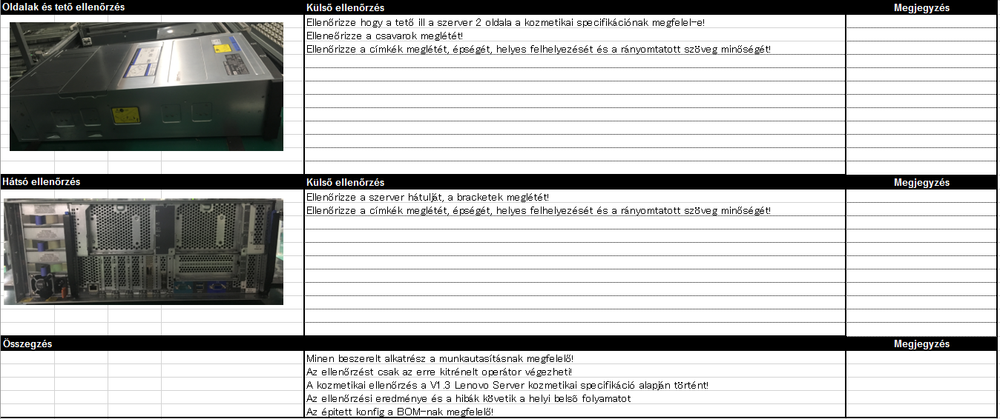 Oldalak és tető ellenőrzés Külső ellenőrzés Megjegyzés
Ellenőrizze hogy a tető ill a szerver 2 oldala a kozmetikai specifikációnak megfelel-e!
Elleneőrizze a csavarok meglétét!
Ellenőrizze a címkék meglétét, épségét, helyes felhelyezését és a rányomtatott szöveg minőségét!
Hátsó ellenőrzés Külső ellenőrzés Megjegyzés
Ellenőrizze a szerver hátulját, a bracketek meglétét!
Ellenőrizze a címkék meglétét, épségét, helyes felhelyezését és a rányomtatott szöveg minőségét!
Összegzés Megjegyzés
Minen beszerelt alkatrész a munkautasításnak megfelelő!
Az ellenőrzést csak az erre kitrénelt operátor végezheti!
A kozmetikai ellenőrzés a V1.3 Lenovo Server kozmetikai specifikáció alapján történt!
Az ellenőrzési eredménye és a hibák követik a helyi belső folyamatot
Az épitett konfig a BOM-nak megfelelő!